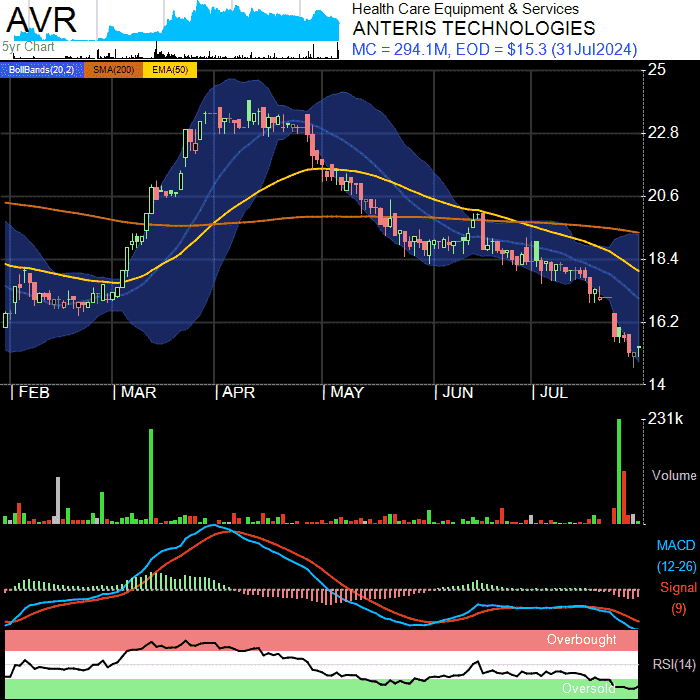 AVR
5yr Chart
Health Care Equipment & Services
ANTERIS TECHNOLOGIES
MC = 294.1M, EOD = $15.3 (31Jul2024)
BollBands(20,2) SMA(200) EMA(50)
25
22.8
20.6
18.4
16.2
14
FEB MAR APR MAY JUN JUL
231k
Volume
MACD
(12-26)
Signal
(9)
Overbought
RSI(14)
Oversold